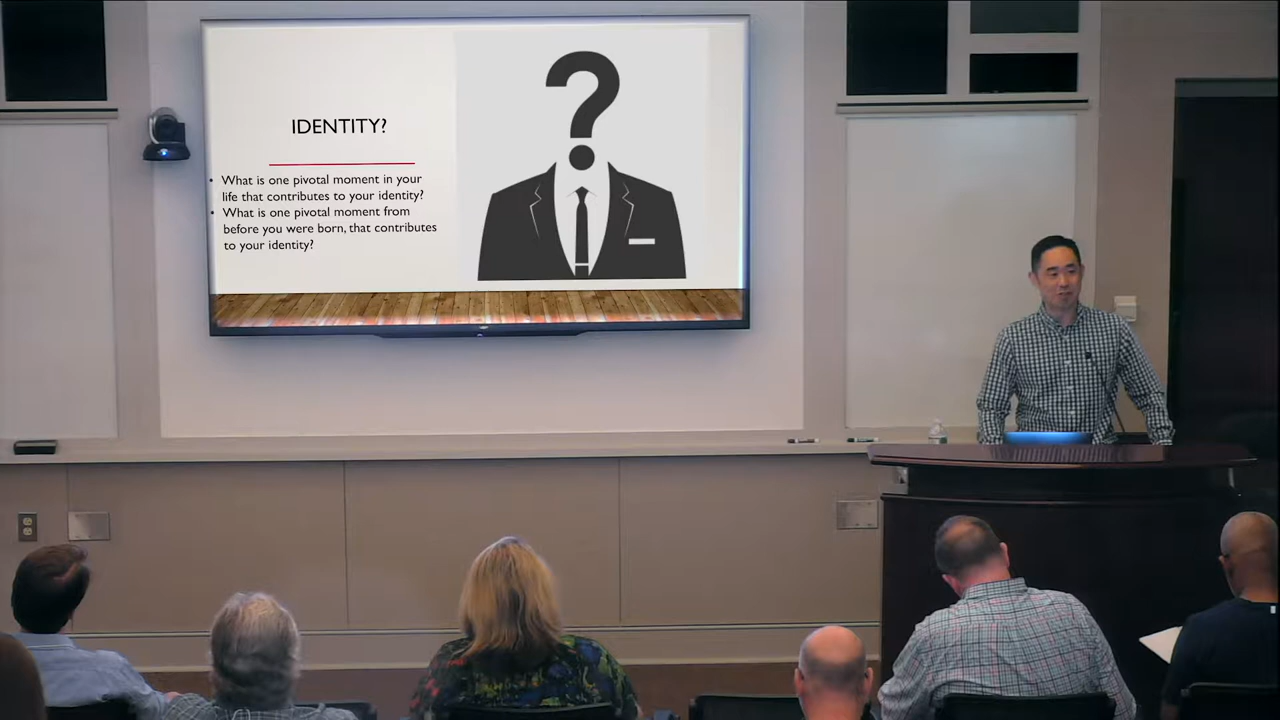 IDENTITY?
• What is one pivotal moment in your
life that contributes to your identity?
• What is one pivotal moment from
before you were born, that contributes
to your identity?